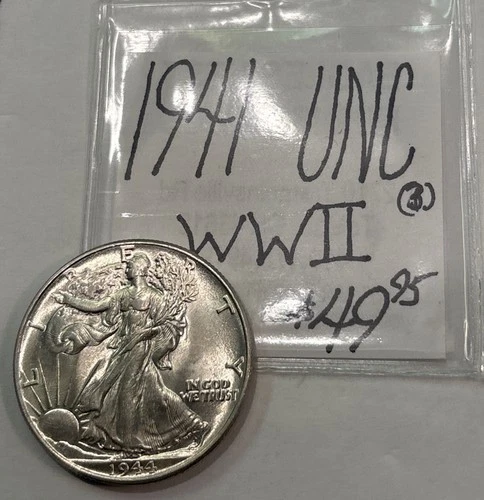 1941 UNC
(3)
WWII
$49.95
LIBERTY
IN GOD
WE TRUST
1944